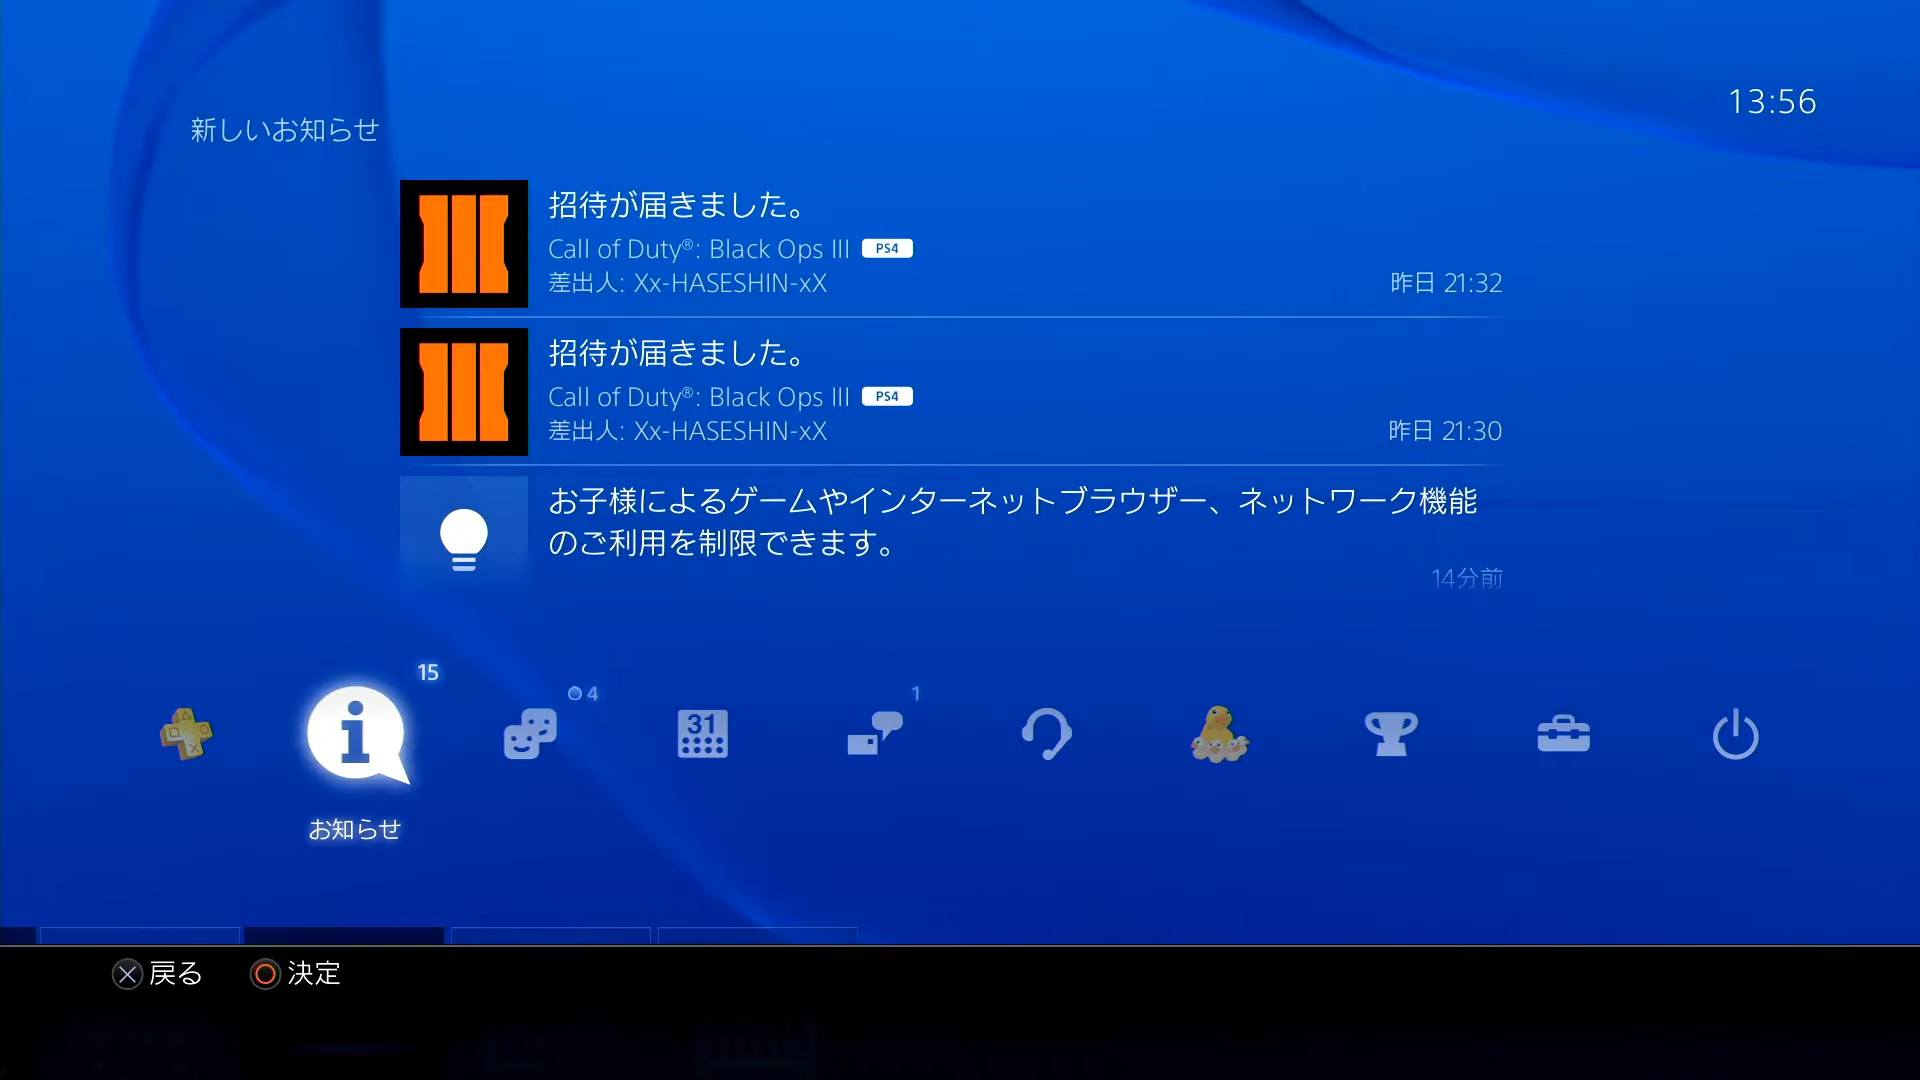 13:56
新しいお知らせ
招待が届きました。
Call of Duty®: Black Ops III PS4
差出人: Xx-HASESHIN-xX 昨日 21:32
招待が届きました。
Call of Duty®: Black Ops III PS4
差出人: Xx-HASESHIN-xX 昨日 21:30
お子様によるゲームやインターネットブラウザー、ネットワーク機能
のご利用を制限できます。
14分前
15
4
1
31
お知らせ
戻る 決定